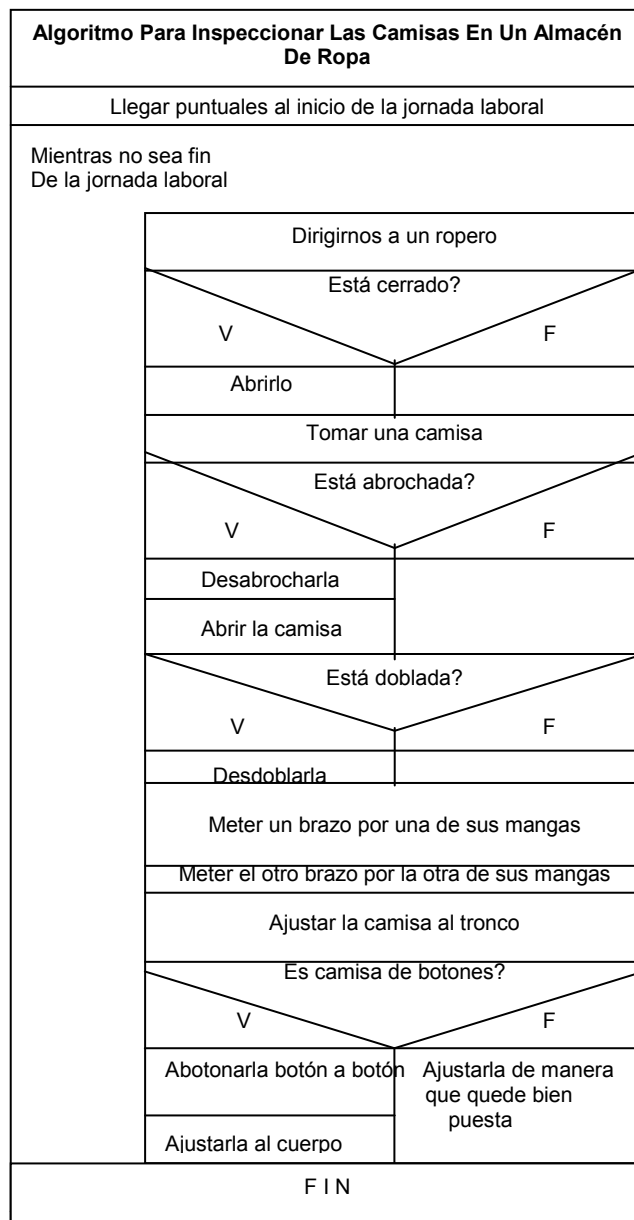 Algoritmo Para Inspeccionar Las Camisas En Un Almacén
De Ropa
Llegar puntuales al inicio de la jornada laboral
Mientras no sea fin
De la jornada laboral
Dirigirnos a un ropero
Está cerrado?
V F
Abrirlo
Tomar una camisa
Está abrochada?
V F
Desabrocharla
Abrir la camisa
Está doblada?
V F
Desdoblarla
Meter un brazo por una de sus mangas
Meter el otro brazo por la otra de sus mangas
Ajustar la camisa al tronco
Es camisa de botones?
V F
Abotonarla botón a botón
Ajustarla al cuerpo
Ajustarla de manera
que quede bien
puesta
F I N